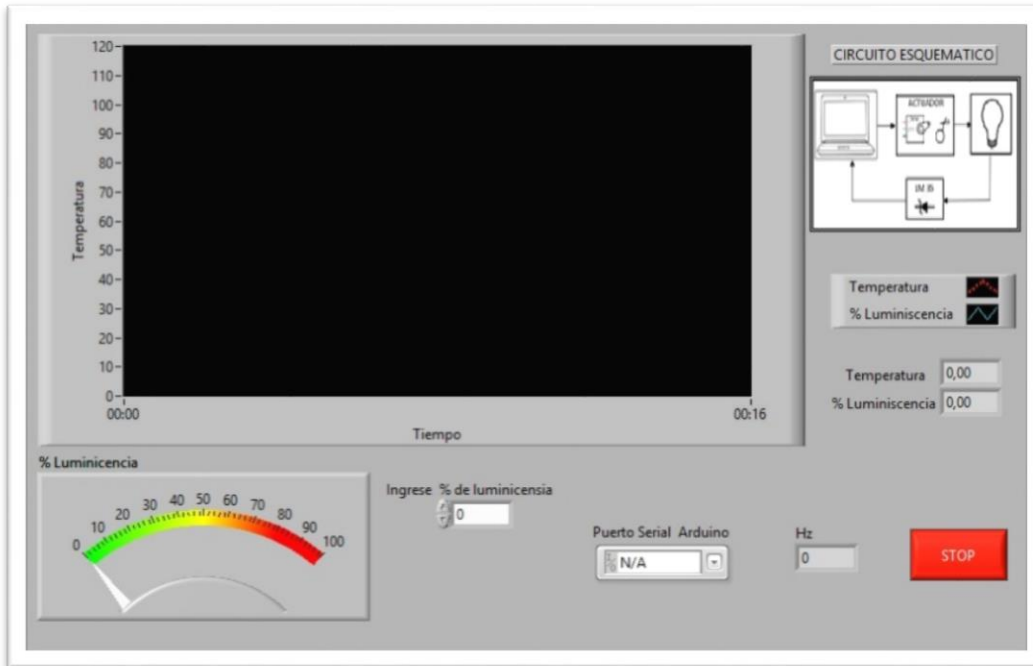 120
110
100
90
80
70
60
50
40
30
20
10
0
Temperatura
00:00
00:16
Tiempo
CIRCUITO ESQUEMATICO
ACTUADOR
Temperatura
% Luminiscencia
Temperatura 0,00
% Luminiscencia 0,00
% Luminicencia
0 10 20 30 40 50 60 70 80 90 100
Ingrese % de luminicensia
0
Puerto Serial Arduino
N/A
Hz
0
STOP